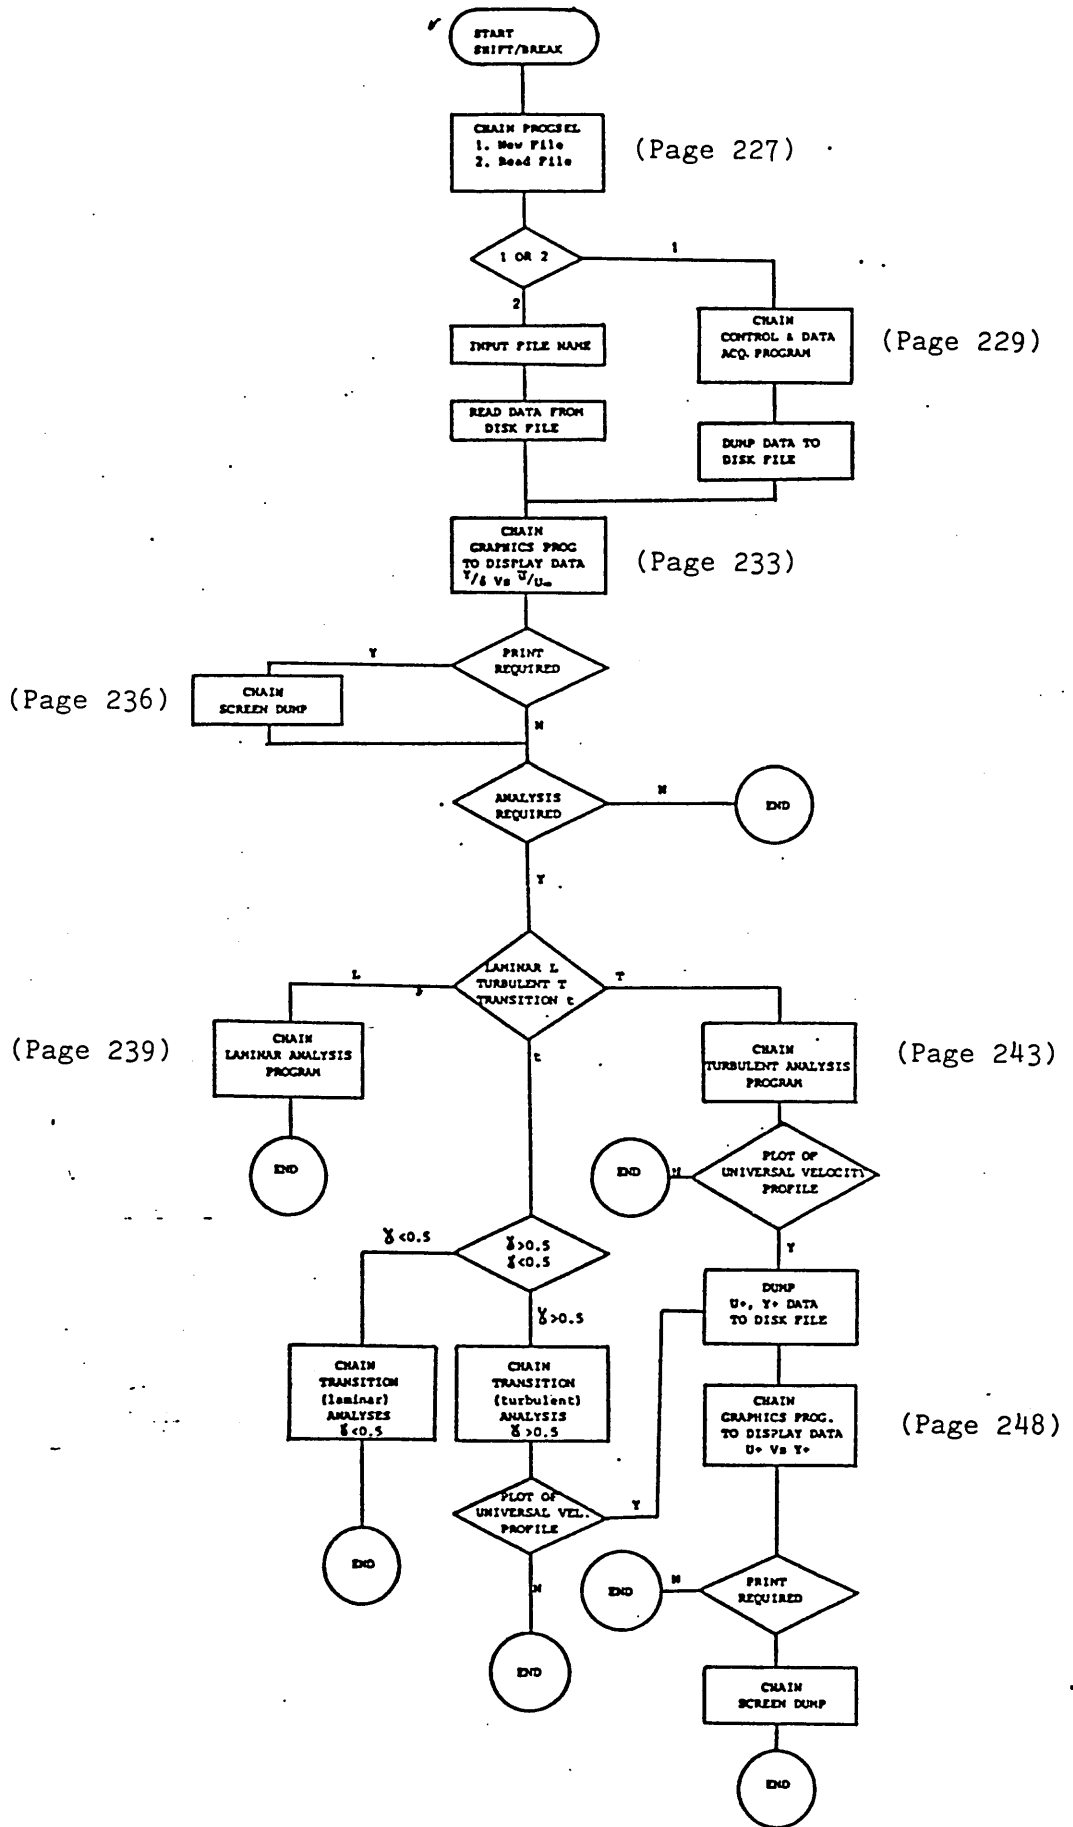 START
SHIFT/BREAK
CHAIN PROGSEL
1. New File
2. Read File
(Page 227)
1 OR 2
1
2
INPUT FILE NAME
CHAIN
CONTROL & DATA
ACQ. PROGRAM
(Page 229)
READ DATA FROM
DISK FILE
DUMP DATA TO
DISK FILE
CHAIN
GRAPHICS PROG
TO DISPLAY DATA
Y/δ Vs U̅/U∞
(Page 233)
PRINT
REQUIRED
Y
N
(Page 236)
CHAIN
SCREEN DUMP
ANALYSIS
REQUIRED
N
END
Y
LAMINAR L
TURBULENT T
TRANSITION t
L
T
t
(Page 239)
CHAIN
LAMINAR ANALYSIS
PROGRAM
CHAIN
TURBULENT ANALYSIS
PROGRAM
(Page 243)
END
END
N
PLOT OF
UNIVERSAL VELOCITY
PROFILE
Y
γ<0.5
γ>0.5
γ<0.5
γ>0.5
DUMP
U+, Y+ DATA
TO DISK FILE
CHAIN
TRANSITION
(laminar)
ANALYSES
γ<0.5
CHAIN
TRANSITION
(turbulent)
ANALYSIS
γ>0.5
CHAIN
GRAPHICS PROG.
TO DISPLAY DATA
U+ Vs Y+
(Page 248)
PLOT OF
UNIVERSAL VEL.
PROFILE
Y
N
END
END
N
PRINT
REQUIRED
END
CHAIN
SCREEN DUMP
END